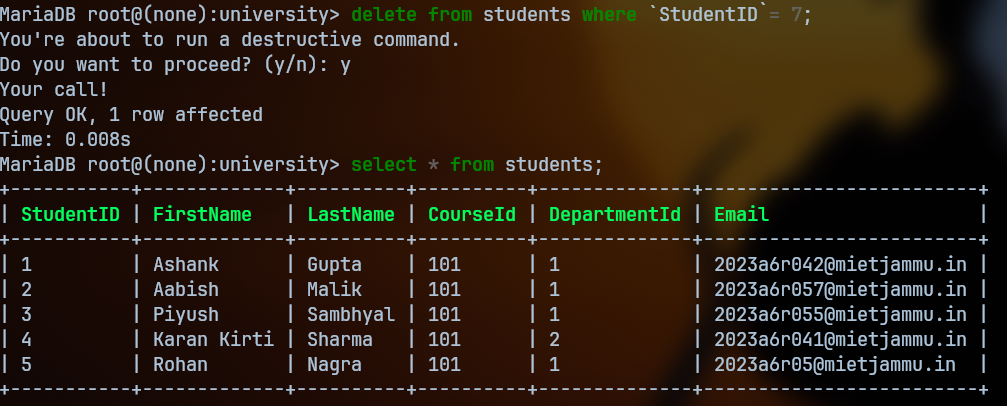 MariaDB root@(none):university> delete from students where `StudentID`= 7;
You're about to run a destructive command.
Do you want to proceed? (y/n): y
Your call!
Query OK, 1 row affected
Time: 0.008s
MariaDB root@(none):university> select * from students;
+-----------+-------------+----------+----------+--------------+-------------------------+
| StudentID | FirstName   | LastName | CourseId | DepartmentId | Email                   |
+-----------+-------------+----------+----------+--------------+-------------------------+
| 1         | Ashank      | Gupta    | 101      | 1            | 2023a6r042@mietjammu.in |
| 2         | Aabish      | Malik    | 101      | 1            | 2023a6r057@mietjammu.in |
| 3         | Piyush      | Sambhyal | 101      | 1            | 2023a6r055@mietjammu.in |
| 4         | Karan Kirti | Sharma   | 101      | 2            | 2023a6r041@mietjammu.in |
| 5         | Rohan       | Nagra    | 101      | 1            | 2023a6r05@mietjammu.in  |
+-----------+-------------+----------+----------+--------------+-------------------------+